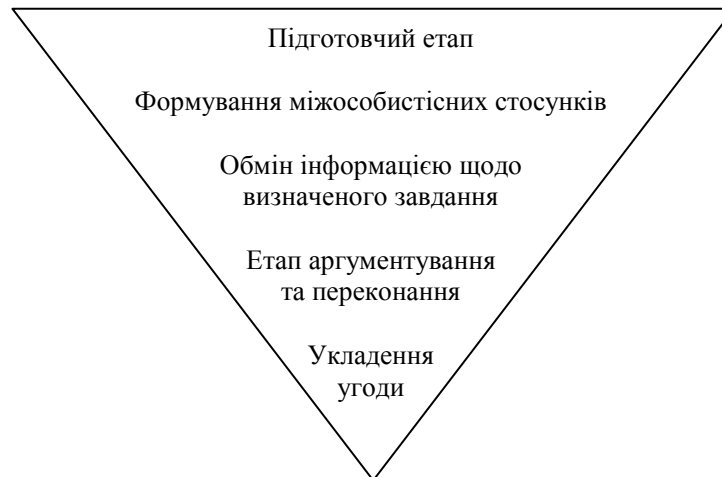 Підготовчий етап
Формування міжособистісних стосунків
Обмін інформацією щодо
визначеного завдання
Етап аргументування
та переконання
Укладення
угоди